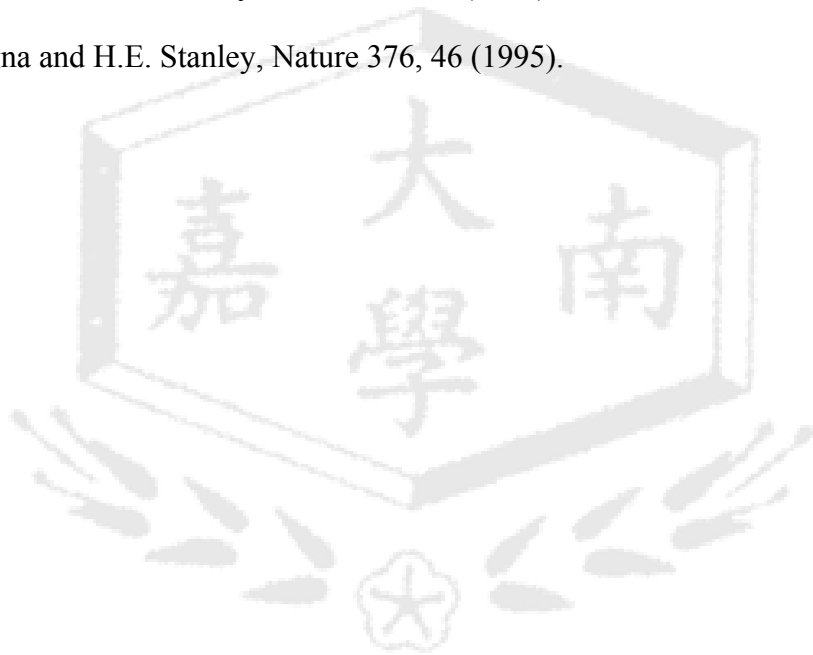 na and H.E. Stanley, Nature 376, 46 (1995).
大
嘉 南
學